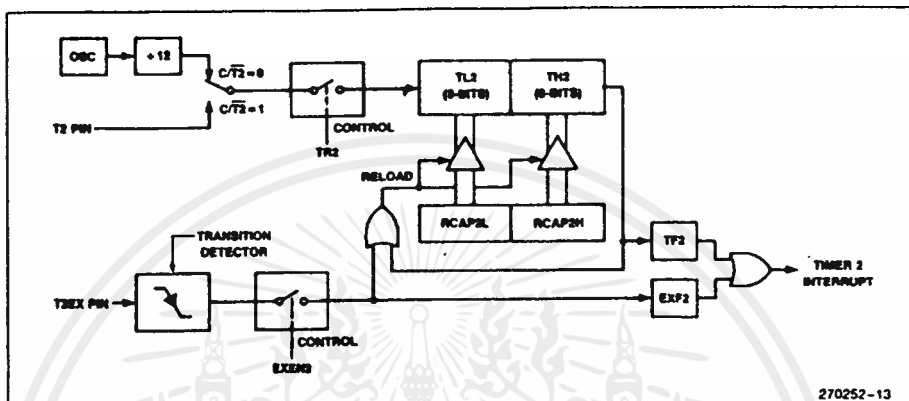 OSC
÷ 12
C/T2 = 0
C/T2 = 1
T2 PIN
CONTROL
TR2
TL2
(8-BITS)
TH2
(8-BITS)
RELOAD
RCAP2L
RCAP2H
TRANSITION
DETECTOR
T2EX PIN
CONTROL
EXEN2
TF2
EXF2
TIMER 2
INTERRUPT
270252-13